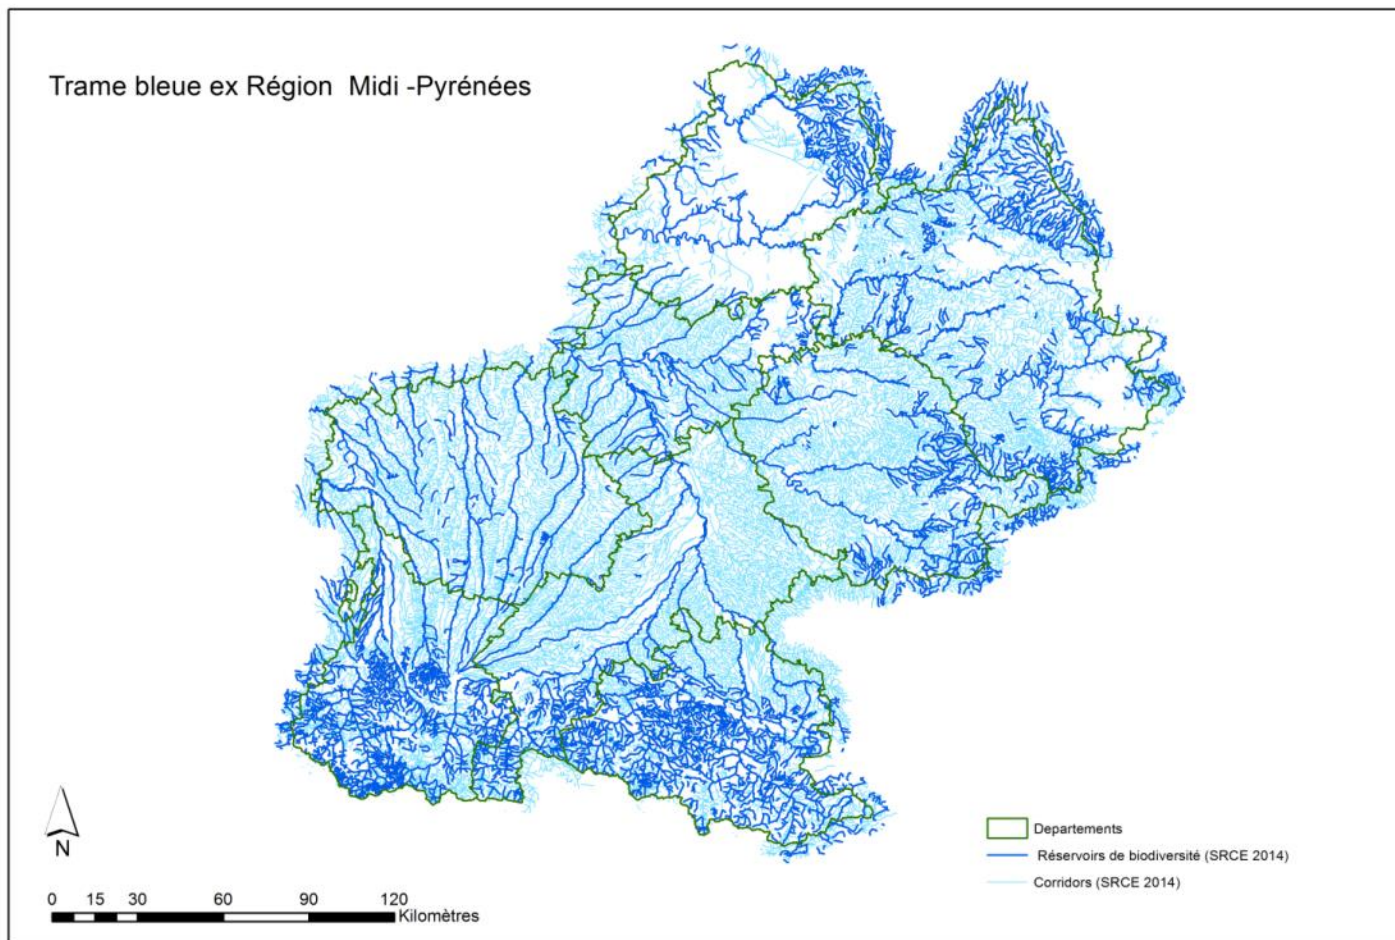 Trame bleue ex Région Midi -Pyrénées
Departements
Réservoirs de biodiversité (SRCE 2014)
Corridors (SRCE 2014)
N
0 15 30 60 90 120
Kilomètres